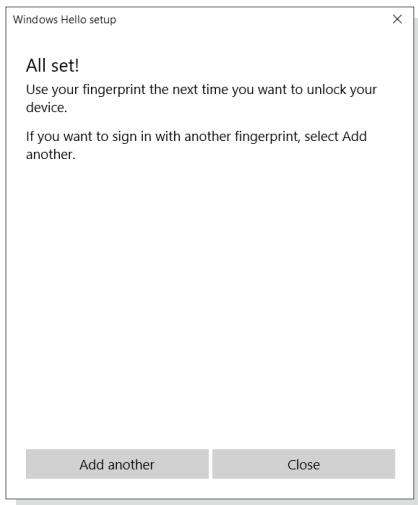 Windows Hello setup
All set!
Use your fingerprint the next time you want to unlock your
device.
If you want to sign in with another fingerprint, select Add
another.
Add another
Close